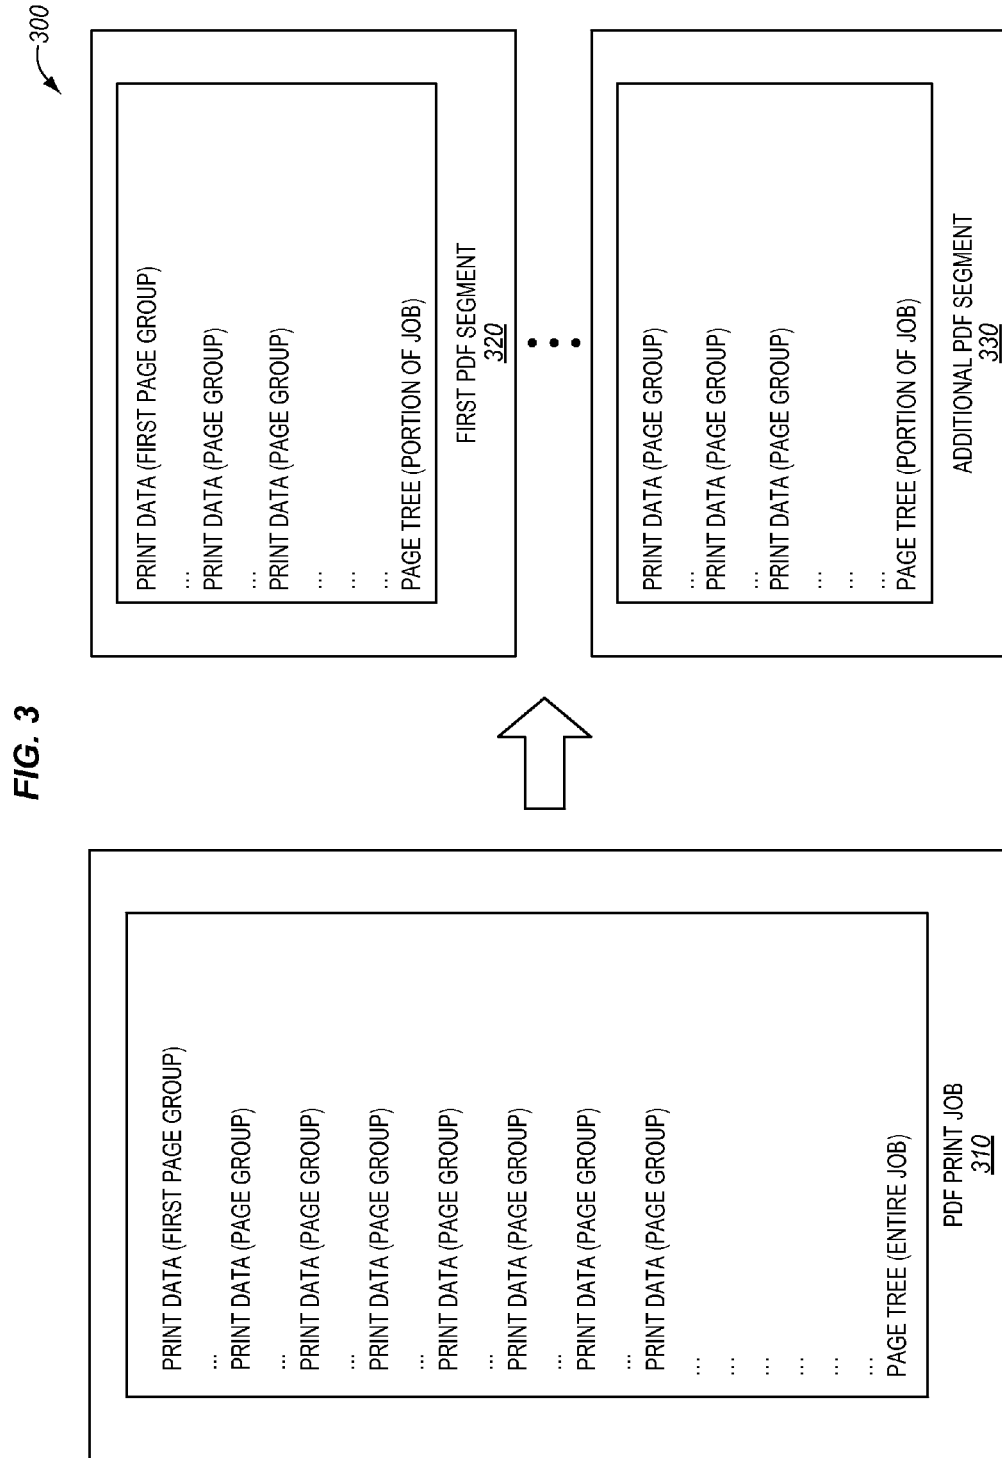 FIG. 3
300
PRINT DATA (FIRST PAGE GROUP)
...
PRINT DATA (PAGE GROUP)
...
PRINT DATA (PAGE GROUP)
...
PRINT DATA (PAGE GROUP)
...
PRINT DATA (PAGE GROUP)
...
PRINT DATA (PAGE GROUP)
...
PRINT DATA (PAGE GROUP)
...
PRINT DATA (PAGE GROUP)
...
...
...
...
...
...
PAGE TREE (ENTIRE JOB)
PDF PRINT JOB
310
PRINT DATA (FIRST PAGE GROUP)
...
PRINT DATA (PAGE GROUP)
...
PRINT DATA (PAGE GROUP)
...
...
...
PAGE TREE (PORTION OF JOB)
FIRST PDF SEGMENT
320
PRINT DATA (PAGE GROUP)
...
PRINT DATA (PAGE GROUP)
...
PRINT DATA (PAGE GROUP)
...
...
...
PAGE TREE (PORTION OF JOB)
ADDITIONAL PDF SEGMENT
330